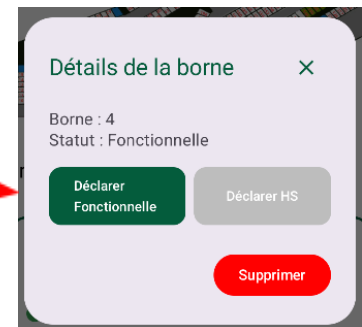 Détails de la borne
Borne : 4
Statut : Fonctionnelle
Déclarer
Fonctionnelle
Déclarer HS
Supprimer